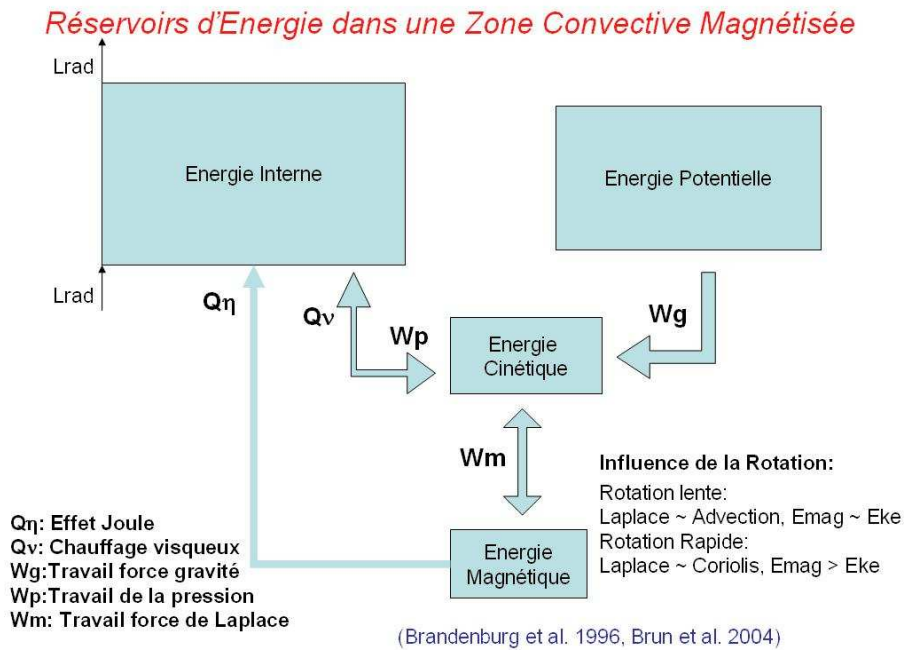 Réservoirs d'Energie dans une Zone Convective Magnétisée
Lrad
Energie Interne
Energie Potentielle
Lrad
Qη
Qν
Wp
Wg
Energie
Cinétique
Wm
Influence de la Rotation:
Rotation lente:
Laplace ~ Advection, Emag ~ Eke
Rotation Rapide:
Laplace ~ Coriolis, Emag > Eke
Energie
Magnétique
Qη: Effet Joule
Qν: Chauffage visqueux
Wg:Travail force gravité
Wp:Travail de la pression
Wm: Travail force de Laplace
(Brandenburg et al. 1996, Brun et al. 2004)